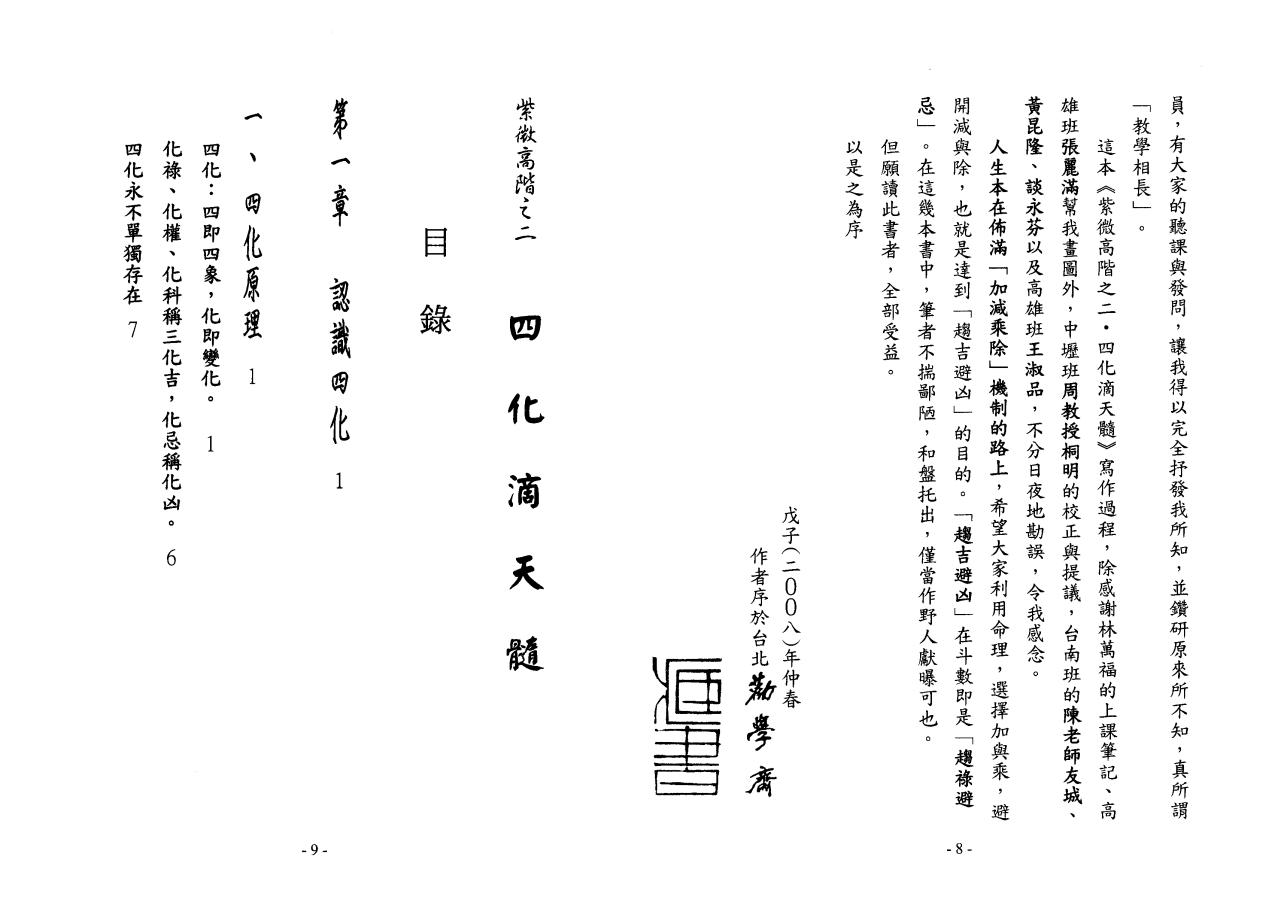 員，有大家的聽課與發問，讓我得以完全抒發我所知，並鑽研原來所不知，真所謂
「教學相長」。
這本《紫微高階之二・四化滴天髓》寫作過程，除感謝林萬福的上課筆記、高
雄班張麗滿幫我畫圖外，中壢班周教授桐明的校正與提議，台南班的陳老師友城、
黃昆隆、談永芬以及高雄班王淑品，不分日夜地勘誤，令我感念。
人生本在佈滿「加減乘除」機制的路上，希望大家利用命理，選擇加與乘，避
開減與除，也就是達到「趨吉避凶」的目的。「趨吉避凶」在斗數即是「趨祿避
忌」。在這幾本書中，筆者不揣鄙陋，和盤托出，僅當作野人獻曝可也。
但願讀此書者，全部受益。
以是之為序
戊子（二００八）年仲春
作者序於台北勸學齋
- 8 -
紫微高階之二 四化滴天髓
目錄
第一章 認識四化 1
一、四化原理 1
四化：四即四象，化即變化。 1
化祿、化權、化科稱三化吉，化忌稱化凶。 6
四化永不單獨存在 7
- 9 -